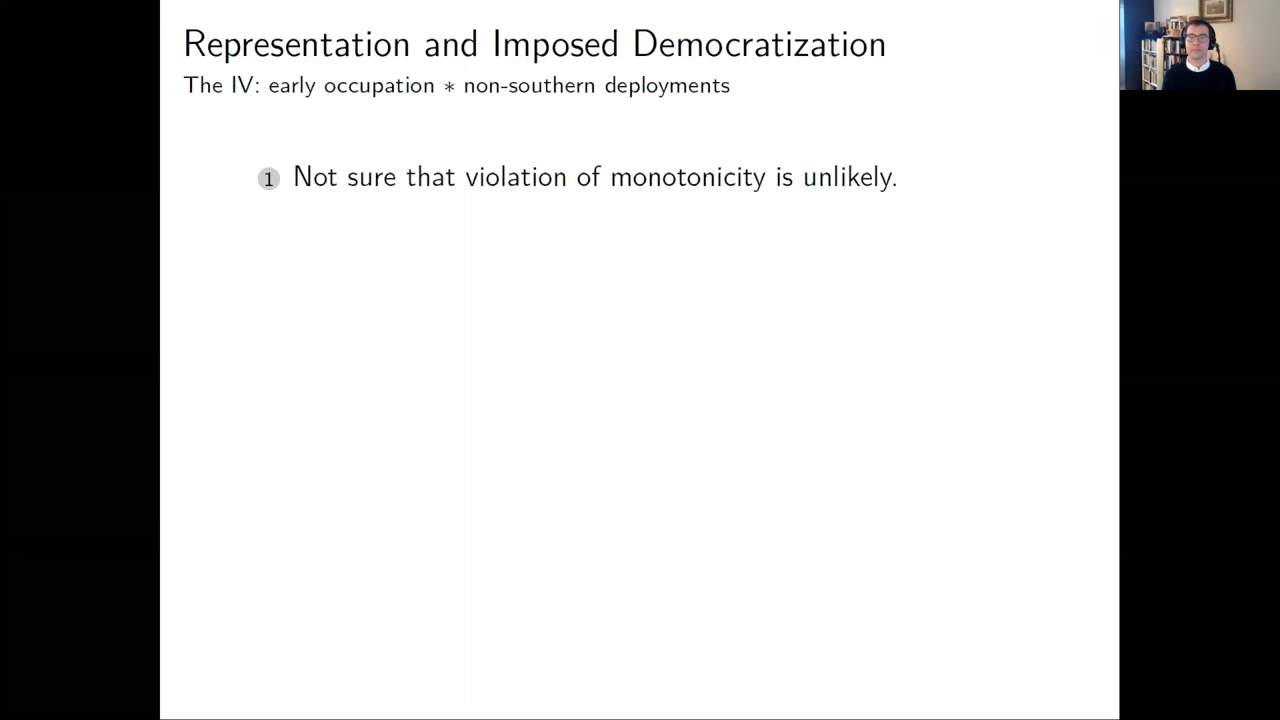 Representation and Imposed Democratization
The IV: early occupation ∗ non-southern deployments
1 Not sure that violation of monotonicity is unlikely.